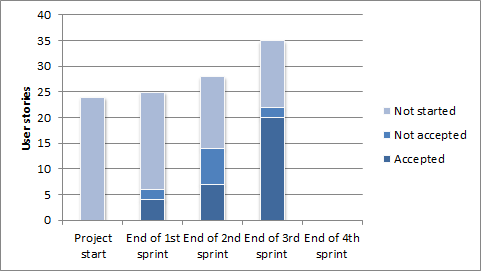 40
35
30
25
20
15
10
5
0
User stories
Project start
End of 1st sprint
End of 2nd sprint
End of 3rd sprint
End of 4th sprint
Not started
Not accepted
Accepted